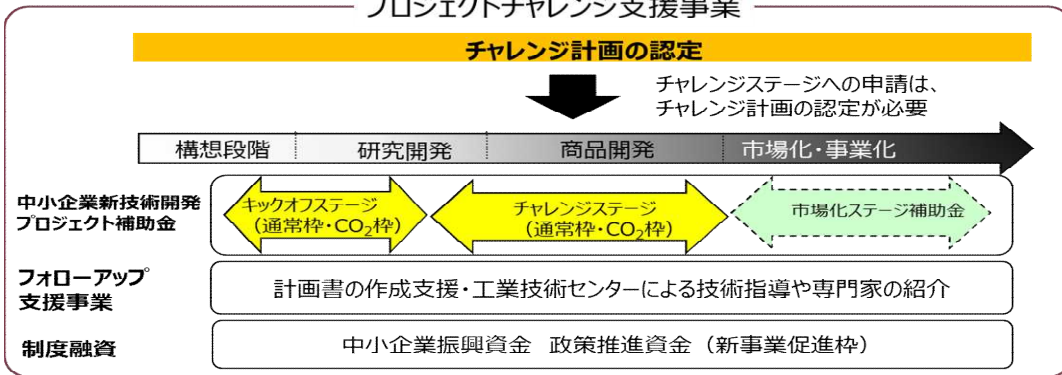 プロジェクトチャレンジ支援事業
チャレンジ計画の認定
チャレンジステージへの申請は、
チャレンジ計画の認定が必要
構想段階 研究開発 商品開発 市場化・事業化
中小企業新技術開発
プロジェクト補助金
キックオフステージ
（通常枠・CO₂枠）
チャレンジステージ
（通常枠・CO₂枠）
市場化ステージ補助金
フォローアップ
支援事業
計画書の作成支援・工業技術センターによる技術指導や専門家の紹介
制度融資
中小企業振興資金 政策推進資金（新事業促進枠）